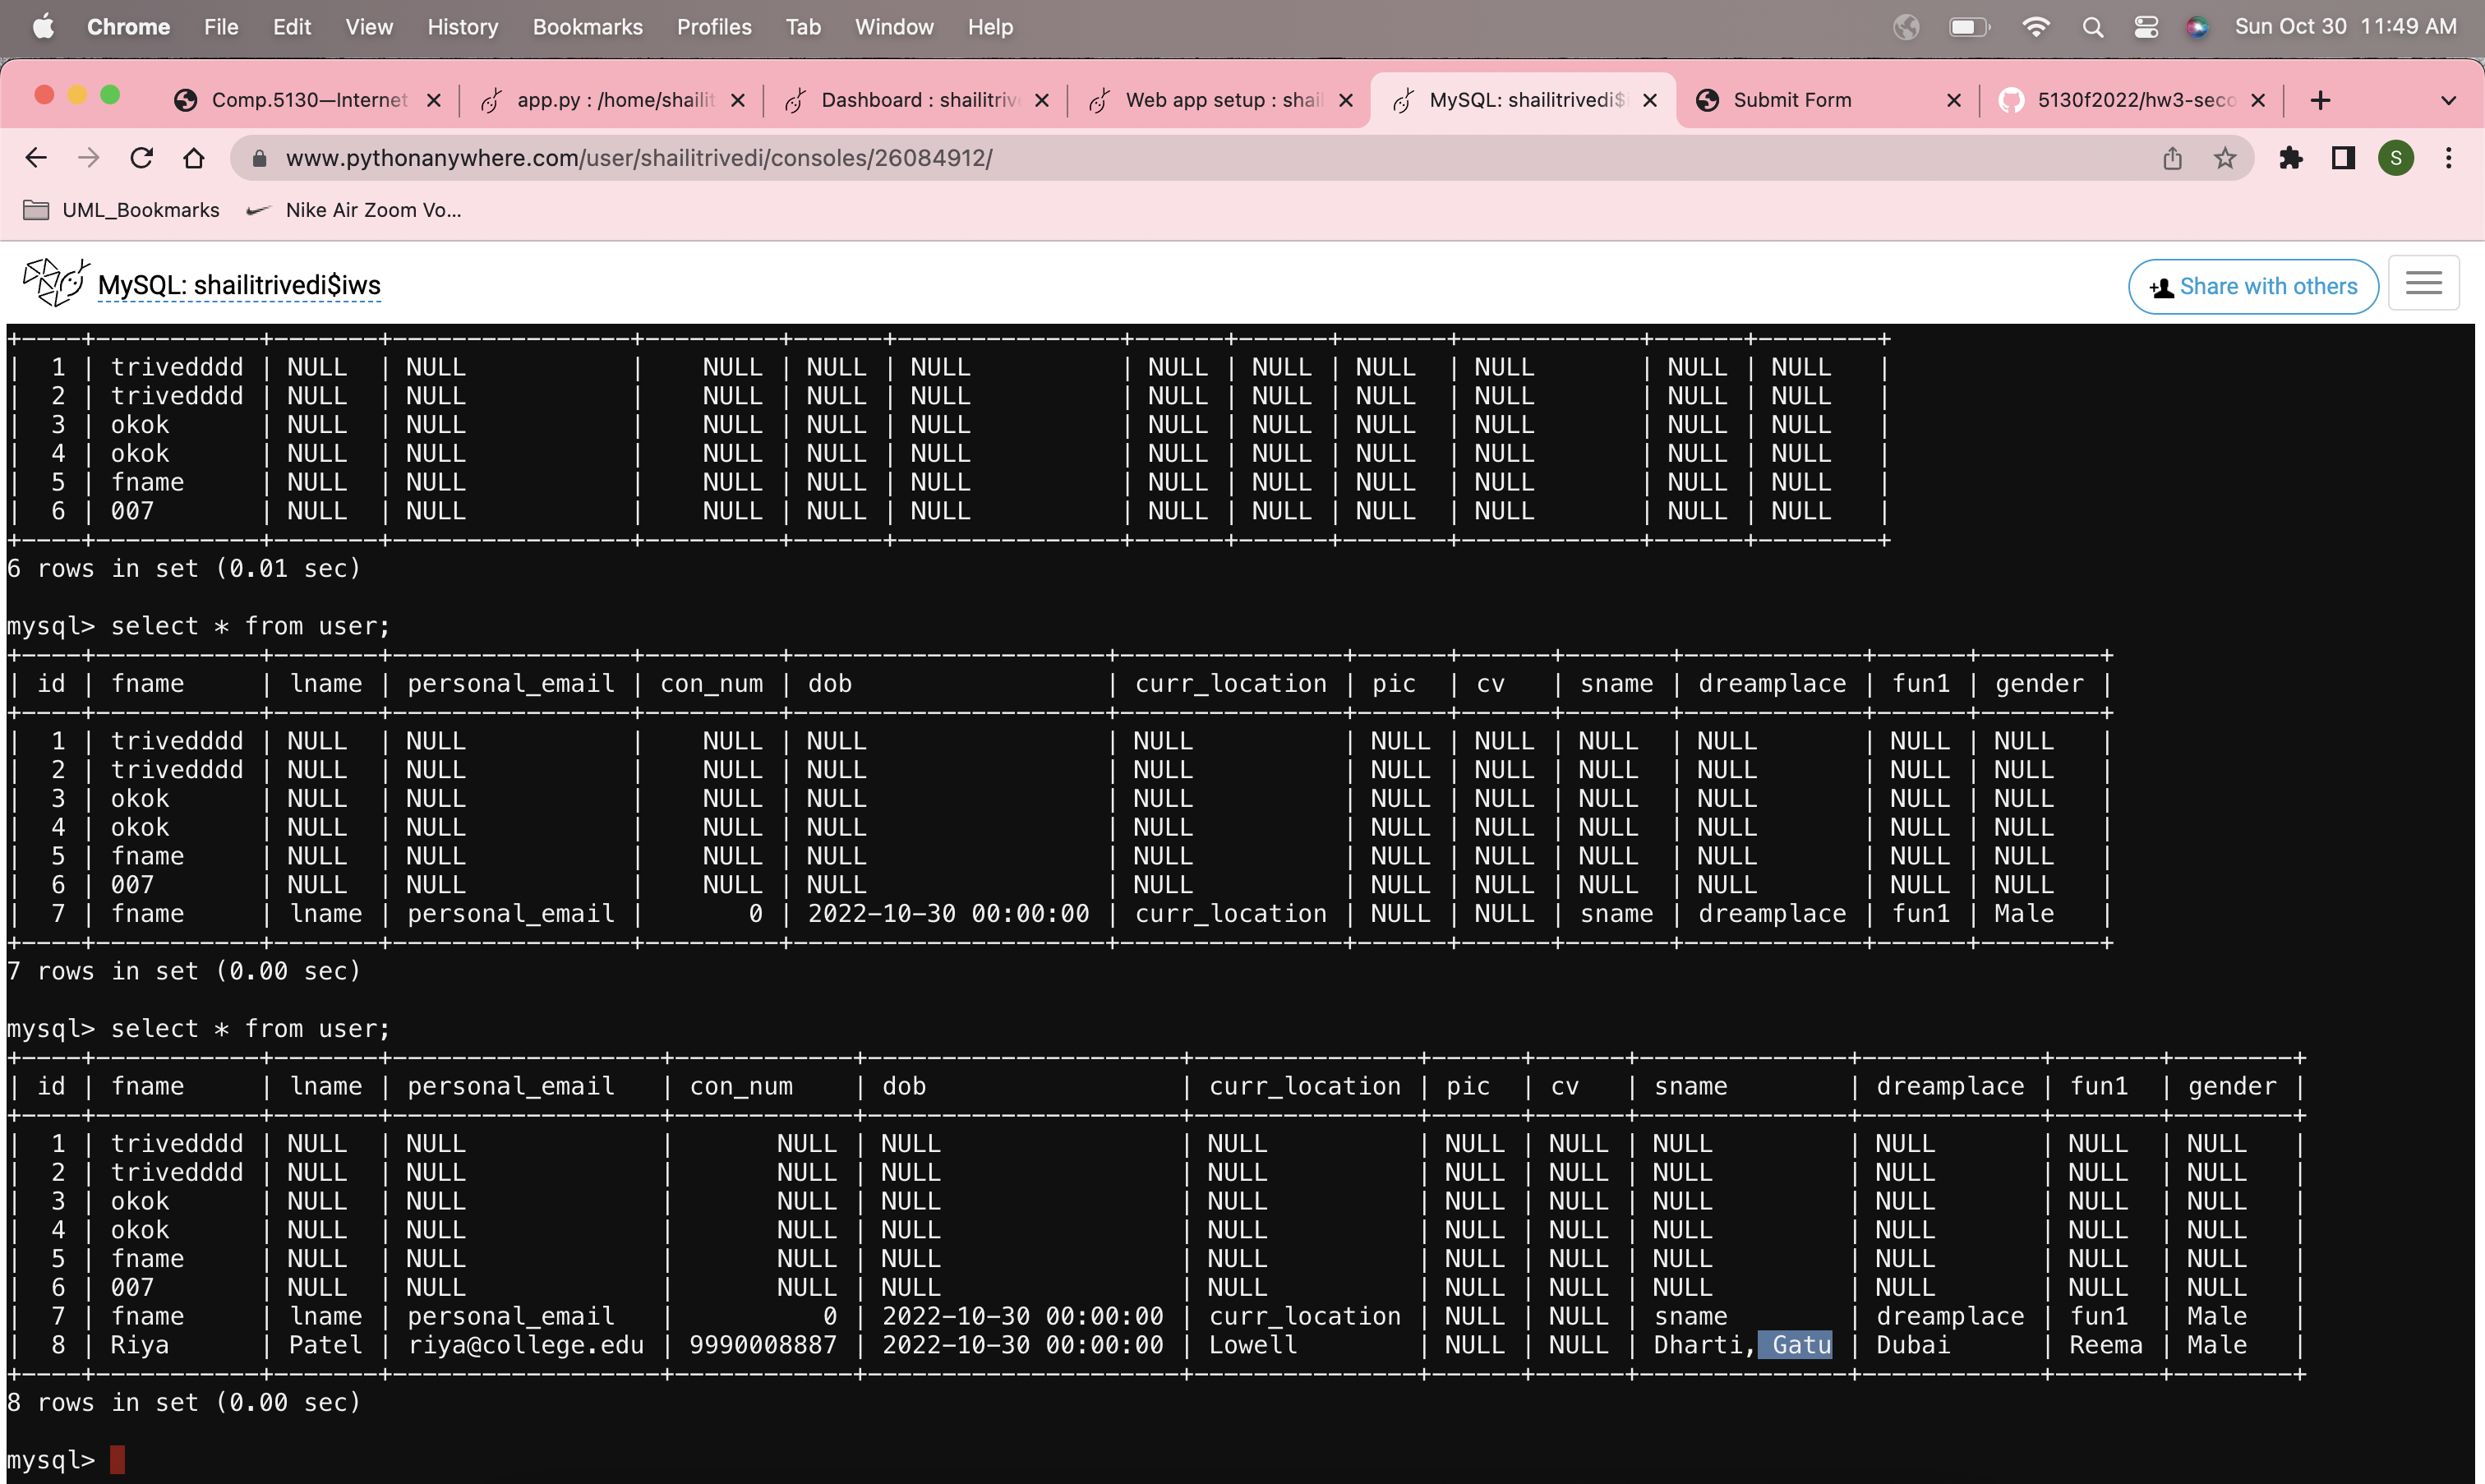 Chrome File Edit View History Bookmarks Profiles Tab Window Help Sun Oct 30 11:49 AM
Comp.5130—Internet app.py : /home/shailit Dashboard : shailitriv Web app setup : shail MySQL: shailitrivedi$ Submit Form 5130f2022/hw3-seco
www.pythonanywhere.com/user/shailitrivedi/consoles/26084912/ S
UML_Bookmarks Nike Air Zoom Vo...
MySQL: shailitrivedi$iws Share with others
+----+-----------+-------+----------------+---------+------+---------------+------+------+-------+------------+------+--------+
| 1 | trivedddd | NULL | NULL | NULL | NULL | NULL | NULL | NULL | NULL | NULL | NULL | NULL |
| 2 | trivedddd | NULL | NULL | NULL | NULL | NULL | NULL | NULL | NULL | NULL | NULL | NULL |
| 3 | okok | NULL | NULL | NULL | NULL | NULL | NULL | NULL | NULL | NULL | NULL | NULL |
| 4 | okok | NULL | NULL | NULL | NULL | NULL | NULL | NULL | NULL | NULL | NULL | NULL |
| 5 | fname | NULL | NULL | NULL | NULL | NULL | NULL | NULL | NULL | NULL | NULL | NULL |
| 6 | 007 | NULL | NULL | NULL | NULL | NULL | NULL | NULL | NULL | NULL | NULL | NULL |
+----+-----------+-------+----------------+---------+------+---------------+------+------+-------+------------+------+--------+
6 rows in set (0.01 sec)
mysql> select * from user;
+----+-----------+-------+----------------+---------+---------------------+---------------+------+------+-------+------------+------+--------+
| id | fname | lname | personal_email | con_num | dob | curr_location | pic | cv | sname | dreamplace | fun1 | gender |
+----+-----------+-------+----------------+---------+---------------------+---------------+------+------+-------+------------+------+--------+
| 1 | trivedddd | NULL | NULL | NULL | NULL | NULL | NULL | NULL | NULL | NULL | NULL | NULL |
| 2 | trivedddd | NULL | NULL | NULL | NULL | NULL | NULL | NULL | NULL | NULL | NULL | NULL |
| 3 | okok | NULL | NULL | NULL | NULL | NULL | NULL | NULL | NULL | NULL | NULL | NULL |
| 4 | okok | NULL | NULL | NULL | NULL | NULL | NULL | NULL | NULL | NULL | NULL | NULL |
| 5 | fname | NULL | NULL | NULL | NULL | NULL | NULL | NULL | NULL | NULL | NULL | NULL |
| 6 | 007 | NULL | NULL | NULL | NULL | NULL | NULL | NULL | NULL | NULL | NULL | NULL |
| 7 | fname | lname | personal_email | 0 | 2022-10-30 00:00:00 | curr_location | NULL | NULL | sname | dreamplace | fun1 | Male |
+----+-----------+-------+----------------+---------+---------------------+---------------+------+------+-------+------------+------+--------+
7 rows in set (0.00 sec)
mysql> select * from user;
+----+-----------+-------+------------------+------------+---------------------+---------------+------+------+--------------+------------+-------+--------+
| id | fname | lname | personal_email | con_num | dob | curr_location | pic | cv | sname | dreamplace | fun1 | gender |
+----+-----------+-------+------------------+------------+---------------------+---------------+------+------+--------------+------------+-------+--------+
| 1 | trivedddd | NULL | NULL | NULL | NULL | NULL | NULL | NULL | NULL | NULL | NULL | NULL |
| 2 | trivedddd | NULL | NULL | NULL | NULL | NULL | NULL | NULL | NULL | NULL | NULL | NULL |
| 3 | okok | NULL | NULL | NULL | NULL | NULL | NULL | NULL | NULL | NULL | NULL | NULL |
| 4 | okok | NULL | NULL | NULL | NULL | NULL | NULL | NULL | NULL | NULL | NULL | NULL |
| 5 | fname | NULL | NULL | NULL | NULL | NULL | NULL | NULL | NULL | NULL | NULL | NULL |
| 6 | 007 | NULL | NULL | NULL | NULL | NULL | NULL | NULL | NULL | NULL | NULL | NULL |
| 7 | fname | lname | personal_email | 0 | 2022-10-30 00:00:00 | curr_location | NULL | NULL | sname | dreamplace | fun1 | Male |
| 8 | Riya | Patel | riya@college.edu | 9990008887 | 2022-10-30 00:00:00 | Lowell | NULL | NULL | Dharti, Gatu | Dubai | Reema | Male |
+----+-----------+-------+------------------+------------+---------------------+---------------+------+------+--------------+------------+-------+--------+
8 rows in set (0.00 sec)
mysql>